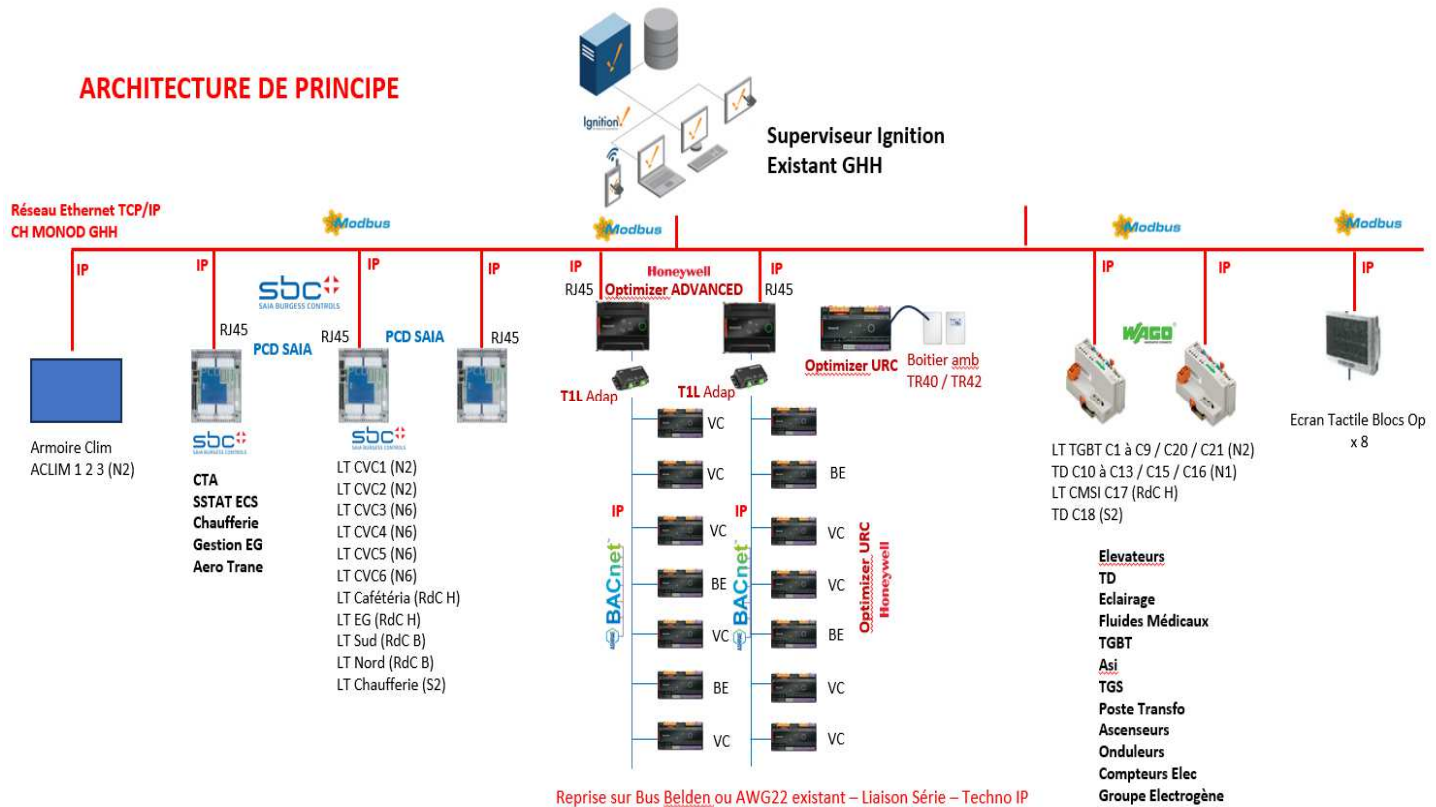 ARCHITECTURE DE PRINCIPE
Ignition!
Superviseur Ignition
Existant GHH
Réseau Ethernet TCP/IP
CH MONOD GHH
Modbus
Modbus
Modbus
Modbus
IP
IP
IP
IP
IP
IP
IP
IP
IP
sbc
SAIA BURGESS CONTROLS
Honeywell
RJ45
Optimizer ADVANCED
RJ45
RJ45
PCD SAIA
RJ45
PCD SAIA
RJ45
Optimizer URC
Boitier amb
TR40 / TR42
T1L Adap
T1L Adap
WAGO
Armoire Clim
ACLIM 1 2 3 (N2)
sbc
SAIA BURGESS CONTROLS
CTA
SSTAT ECS
Chaufferie
Gestion EG
Aero Trane
sbc
SAIA BURGESS CONTROLS
LT CVC1 (N2)
LT CVC2 (N2)
LT CVC3 (N6)
LT CVC4 (N6)
LT CVC5 (N6)
LT CVC6 (N6)
LT Cafétéria (RdC H)
LT EG (RdC H)
LT Sud (RdC B)
LT Nord (RdC B)
LT Chaufferie (S2)
VC
VC
VC
BE
VC
BE
VC
IP
BACnet
BE
VC
VC
BE
VC
VC
IP
BACnet
Optimizer URC
Honeywell
LT TGBT C1 à C9 / C20 / C21 (N2)
TD C10 à C13 / C15 / C16 (N1)
LT CMSI C17 (RdC H)
TD C18 (S2)
Elevateurs
TD
Eclairage
Fluides Médicaux
TGBT
Asi
TGS
Poste Transfo
Ascenseurs
Onduleurs
Compteurs Elec
Groupe Electrogène
Ecran Tactile Blocs Op
x 8
Reprise sur Bus Belden ou AWG22 existant – Liaison Série – Techno IP